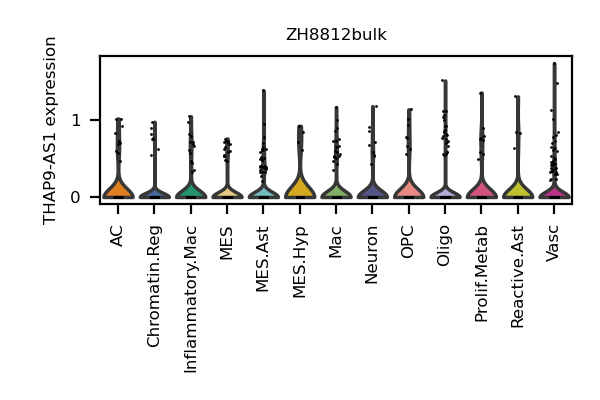 ZH8812bulk
THAP9-AS1 expression
1
0
AC
Chromatin.Reg
Inflammatory.Mac
MES
MES.Ast
MES.Hyp
Mac
Neuron
OPC
Oligo
Prolif.Metab
Reactive.Ast
Vasc